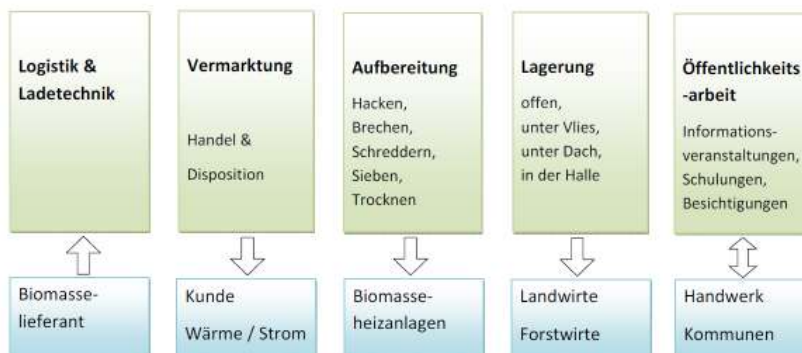 Logistik &
Ladetechnik
Vermarktung
Handel &
Disposition
Aufbereitung
Hacken,
Brechen,
Schreddern,
Sieben,
Trocknen
Lagerung
offen,
unter Vlies,
unter Dach,
in der Halle
Öffentlichkeits
-arbeit
Informations-
veranstaltungen,
Schulungen,
Besichtigungen
Biomasse-
lieferant
Kunde
Wärme / Strom
Biomasse-
heizanlagen
Landwirte
Forstwirte
Handwerk
Kommunen